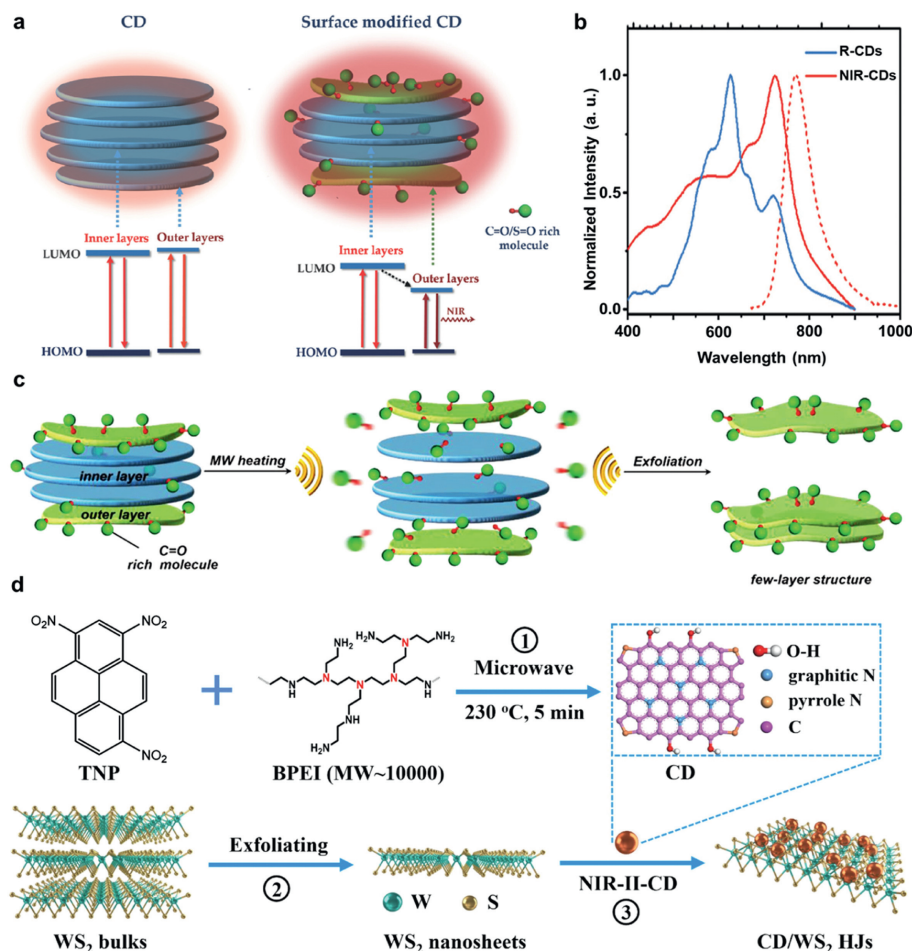 a
CD
Surface modified CD
C=O/S=O rich
molecule
Inner layers
Outer layers
LUMO
HOMO
Inner layers
LUMO
Outer layers
NIR
HOMO
b
R-CDs
NIR-CDs
Normalized Intensity (a. u.)
1.0
0.5
0.0
400 600 800 1000
Wavelength (nm)
c
inner layer
outer layer
C=O
rich molecule
MW heating
Exfoliation
few-layer structure
d
O₂N
NO₂
NO₂
TNP
+
NH₂
H₂N
NH₂
N
N
N
N
N
H
N
H
NH
H₂N
BPEI (MW~10000)
①
Microwave
230 °C, 5 min
O-H
graphitic N
pyrrole N
C
CD
WS₂ bulks
Exfoliating
②
W
S
WS₂ nanosheets
NIR-II-CD
③
CD/WS₂ HJs